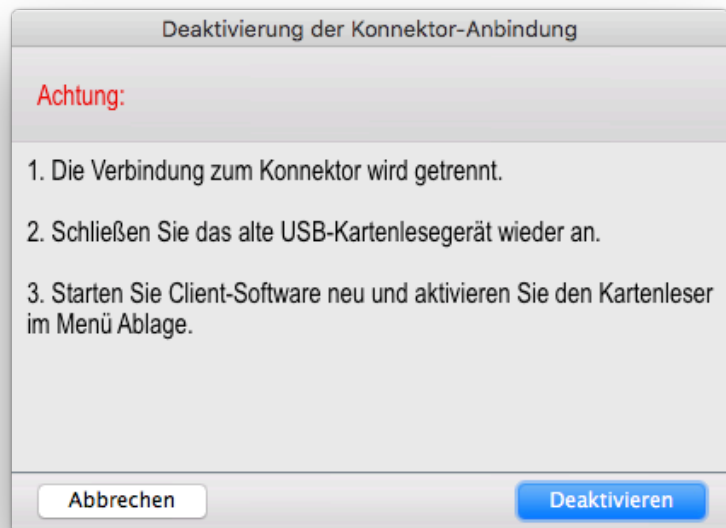 Deaktivierung der Konnektor-Anbindung
Achtung:
1. Die Verbindung zum Konnektor wird getrennt.
2. Schließen Sie das alte USB-Kartenlesegerät wieder an.
3. Starten Sie Client-Software neu und aktivieren Sie den Kartenleser
im Menü Ablage.
Abbrechen
Deaktivieren